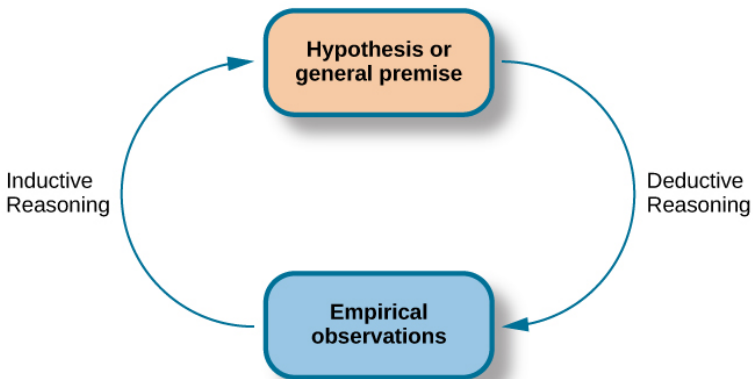 Hypothesis or
general premise
Inductive
Reasoning
Deductive
Reasoning
Empirical
observations